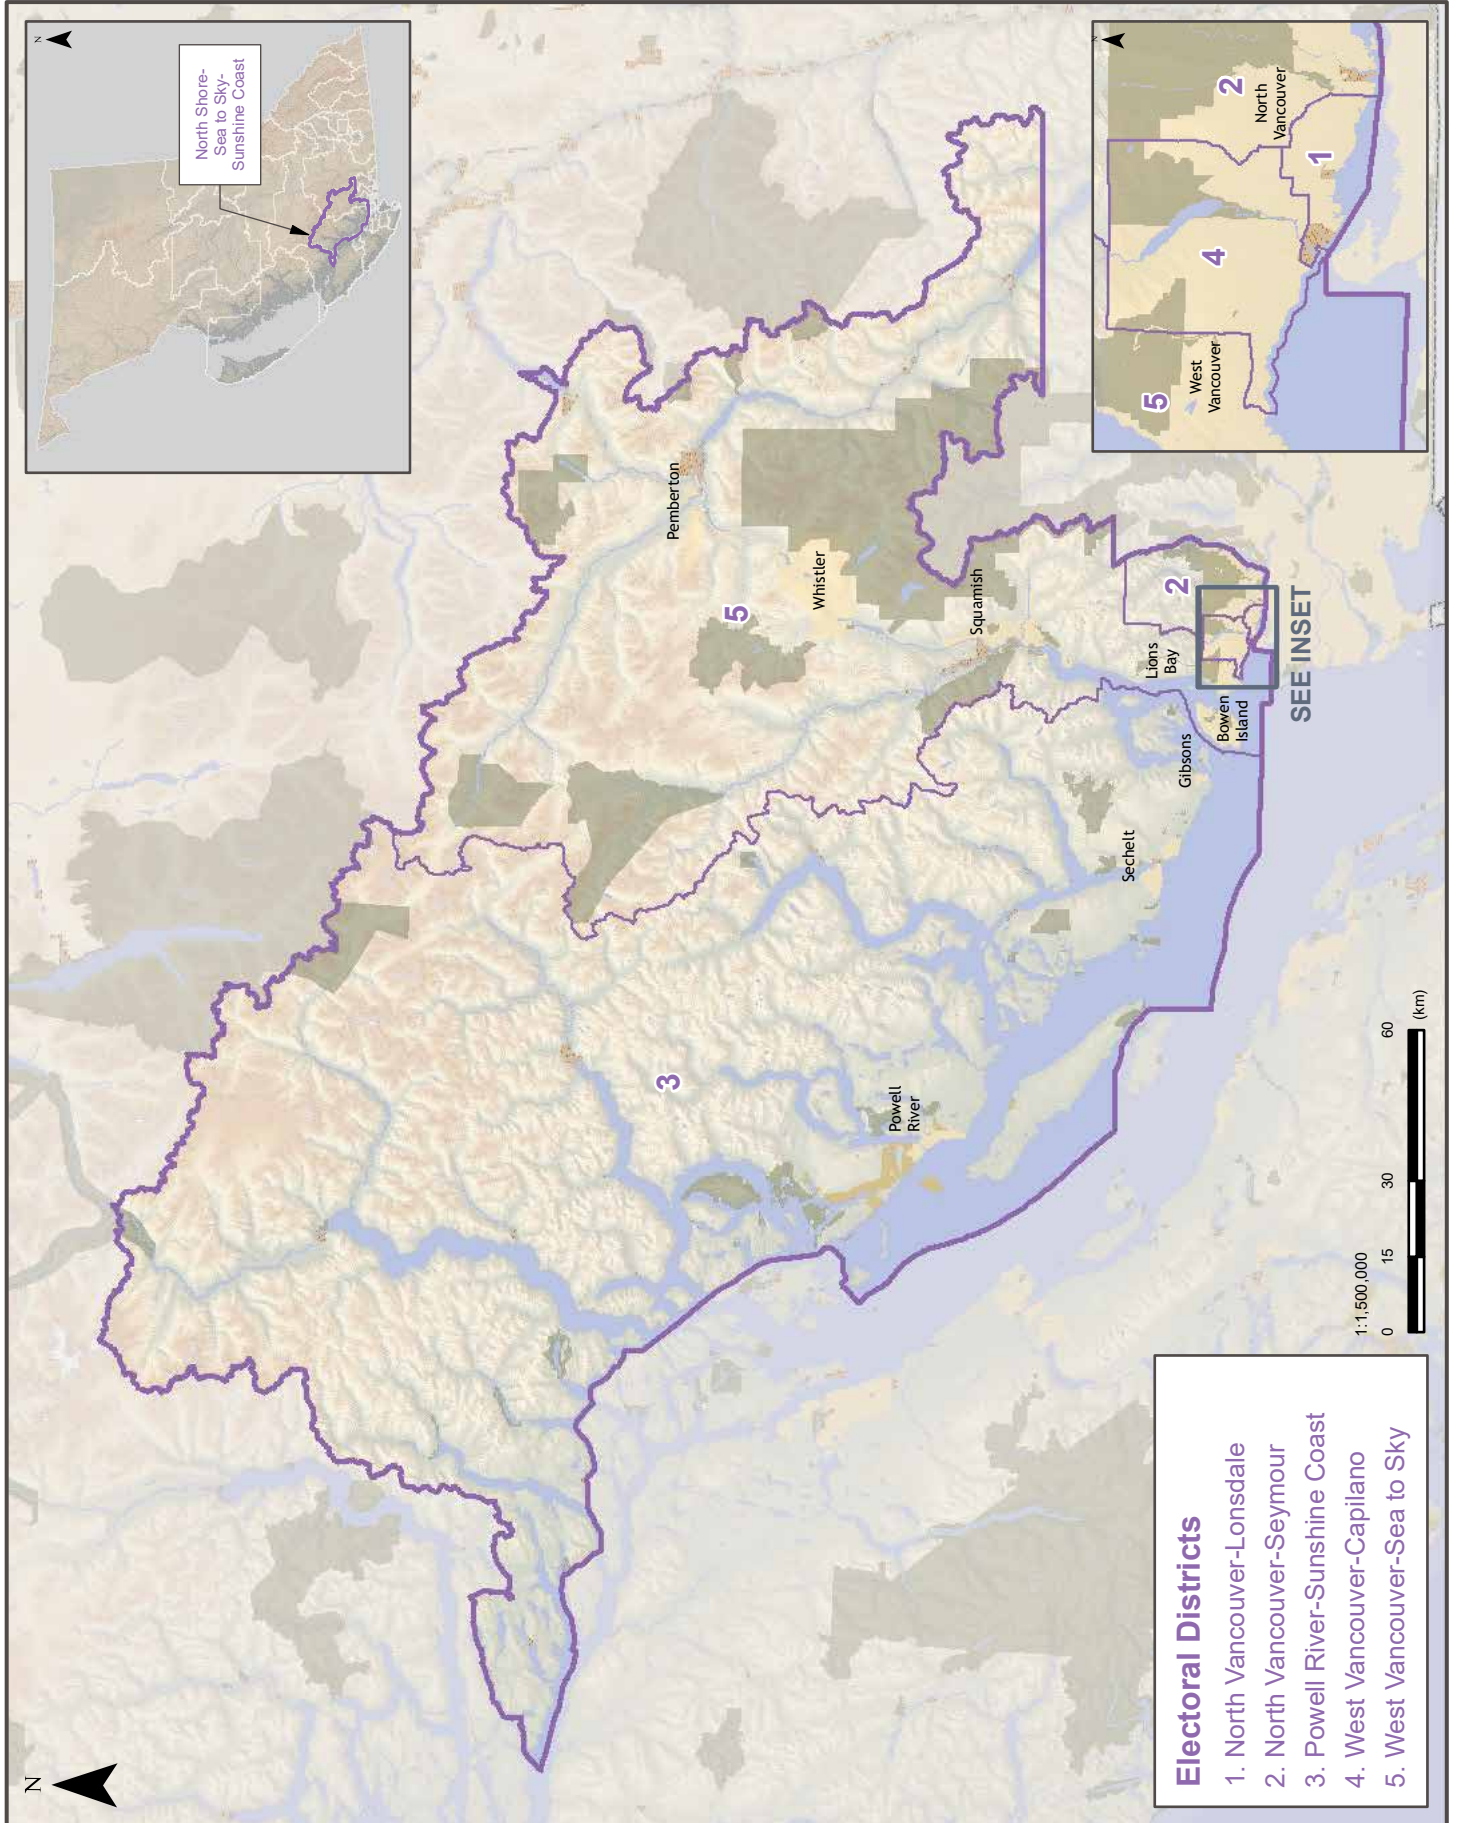 N
North Shore-
Sea to Sky-
Sunshine Coast
N
Pemberton
5
Whistler
Squamish
2
Lions
Bay
SEE INSET
Bowen
Island
Gibsons
Sechelt
3
Powell
River
N
5
West
Vancouver
4
2
North
Vancouver
1
N
Electoral Districts
1. North Vancouver-Lonsdale
2. North Vancouver-Seymour
3. Powell River-Sunshine Coast
4. West Vancouver-Capilano
5. West Vancouver-Sea to Sky
1:1,500,000
0 15 30 60
(km)